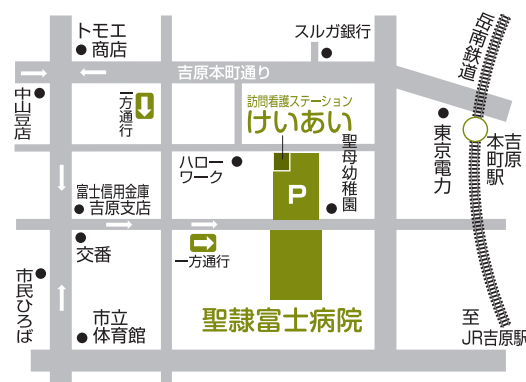 トモエ
商店
スルガ銀行
岳南鉄道
吉原本町通り
中山豆店
一方
通行
訪問看護ステーション
けいあい
東京電力
吉原
本町駅
聖母幼稚園
ハロー
ワーク
P
富士信用金庫
吉原支店
交番
一方通行
市民ひろば
市立
体育館
聖隷富士病院
至
JR吉原駅